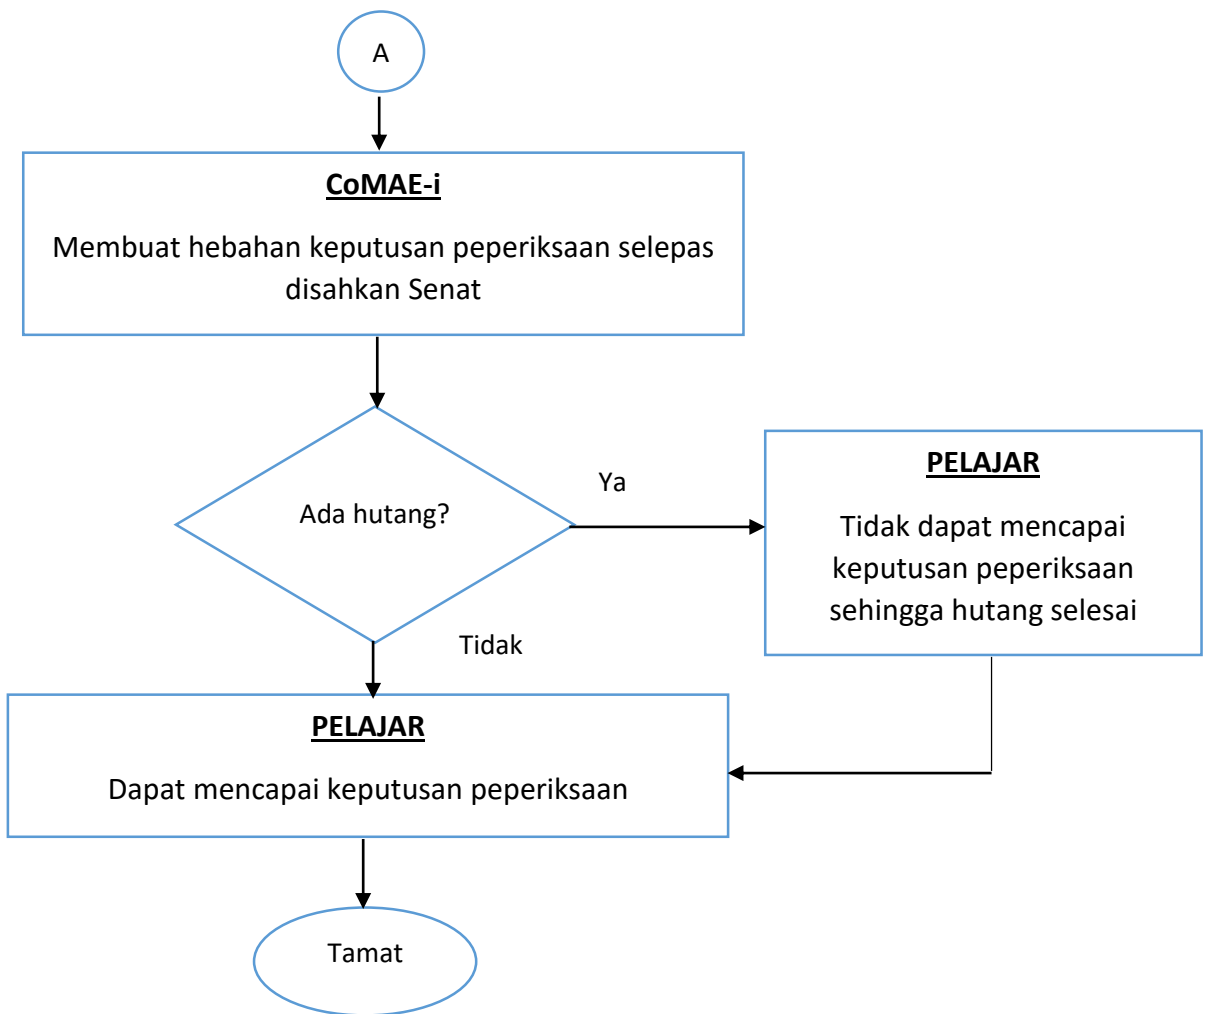 A
CoMAE-i
Membuat hebahan keputusan peperiksaan selepas
disahkan Senat
Ada hutang?
Ya
PELAJAR
Tidak dapat mencapai
keputusan peperiksaan
sehingga hutang selesai
Tidak
PELAJAR
Dapat mencapai keputusan peperiksaan
Tamat